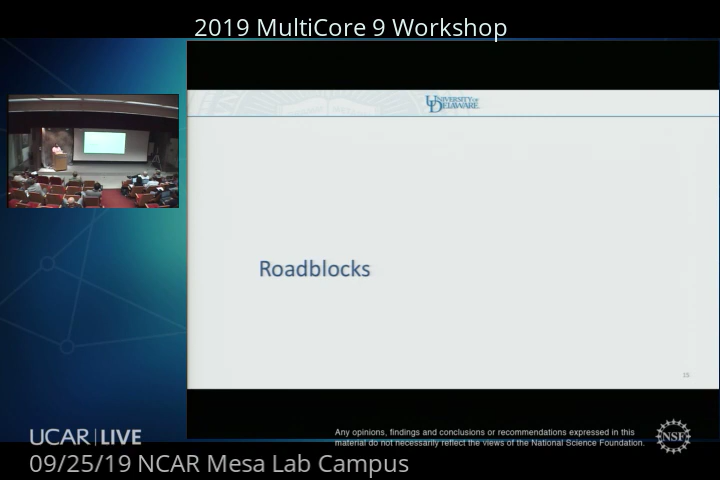 2019 MultiCore 9 Workshop
UNIVERSITY OF
DELAWARE
Roadblocks
UCAR | LIVE
Any opinions, findings and conclusions or recommendations expressed in this
material do not necessarily reflect the views of the National Science Foundation.
NSF
09/25/19 NCAR Mesa Lab Campus